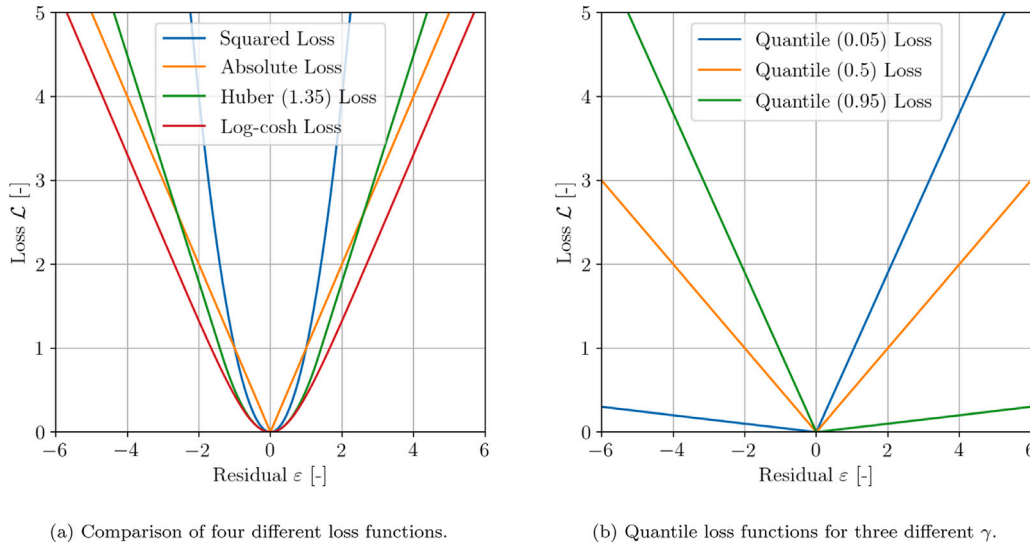 5
4
3
2
1
0
Loss ℒ [-]
Squared Loss
Absolute Loss
Huber (1.35) Loss
Log-cosh Loss
−6 −4 −2 0 2 4 6
Residual ε [-]
(a) Comparison of four different loss functions.
5
4
3
2
1
0
Loss ℒ [-]
Quantile (0.05) Loss
Quantile (0.5) Loss
Quantile (0.95) Loss
−6 −4 −2 0 2 4 6
Residual ε [-]
(b) Quantile loss functions for three different γ.